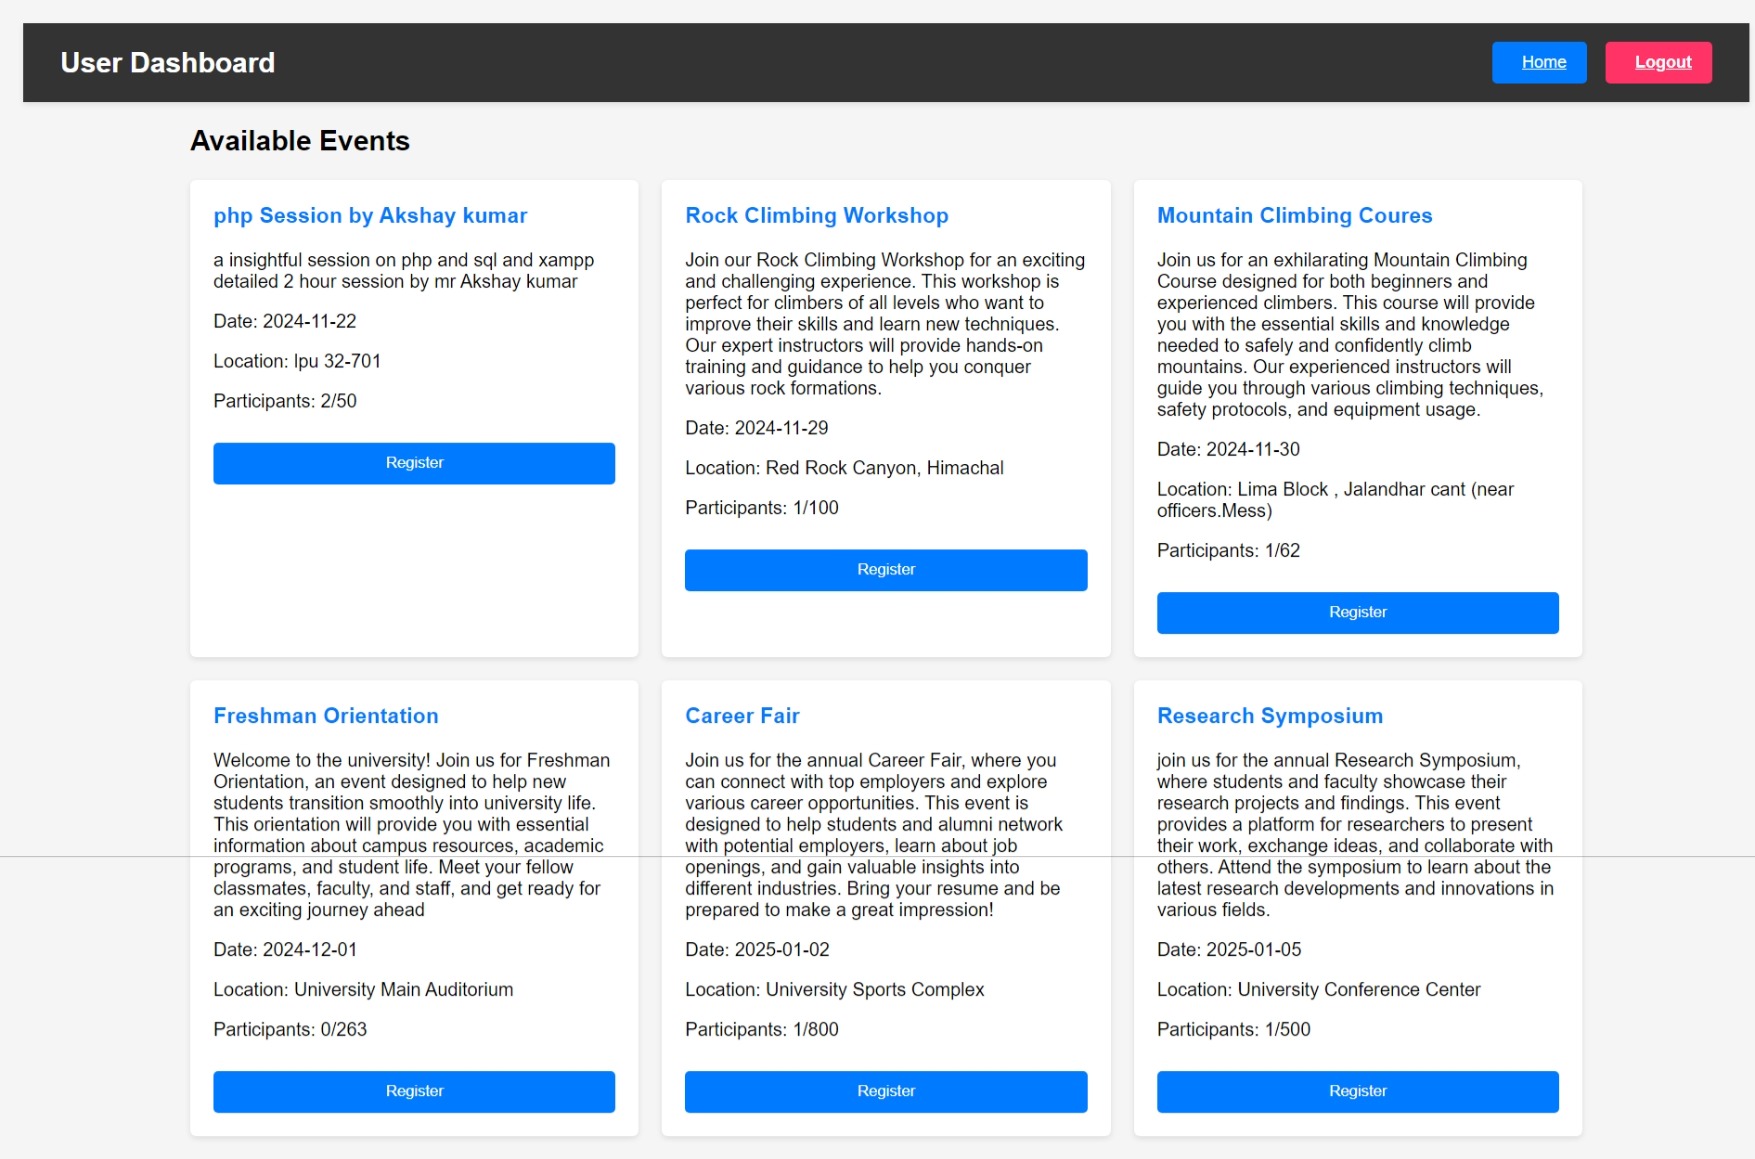 User Dashboard
Home
Logout
Available Events
php Session by Akshay kumar
a insightful session on php and sql and xampp
detailed 2 hour session by mr Akshay kumar
Date: 2024-11-22
Location: lpu 32-701
Participants: 2/50
Register
Rock Climbing Workshop
Join our Rock Climbing Workshop for an exciting
and challenging experience. This workshop is
perfect for climbers of all levels who want to
improve their skills and learn new techniques.
Our expert instructors will provide hands-on
training and guidance to help you conquer
various rock formations.
Date: 2024-11-29
Location: Red Rock Canyon, Himachal
Participants: 1/100
Register
Mountain Climbing Coures
Join us for an exhilarating Mountain Climbing
Course designed for both beginners and
experienced climbers. This course will provide
you with the essential skills and knowledge
needed to safely and confidently climb
mountains. Our experienced instructors will
guide you through various climbing techniques,
safety protocols, and equipment usage.
Date: 2024-11-30
Location: Lima Block , Jalandhar cant (near
officers.Mess)
Participants: 1/62
Register
Freshman Orientation
Welcome to the university! Join us for Freshman
Orientation, an event designed to help new
students transition smoothly into university life.
This orientation will provide you with essential
information about campus resources, academic
programs, and student life. Meet your fellow
classmates, faculty, and staff, and get ready for
an exciting journey ahead
Date: 2024-12-01
Location: University Main Auditorium
Participants: 0/263
Register
Career Fair
Join us for the annual Career Fair, where you
can connect with top employers and explore
various career opportunities. This event is
designed to help students and alumni network
with potential employers, learn about job
openings, and gain valuable insights into
different industries. Bring your resume and be
prepared to make a great impression!
Date: 2025-01-02
Location: University Sports Complex
Participants: 1/800
Register
Research Symposium
join us for the annual Research Symposium,
where students and faculty showcase their
research projects and findings. This event
provides a platform for researchers to present
their work, exchange ideas, and collaborate with
others. Attend the symposium to learn about the
latest research developments and innovations in
various fields.
Date: 2025-01-05
Location: University Conference Center
Participants: 1/500
Register